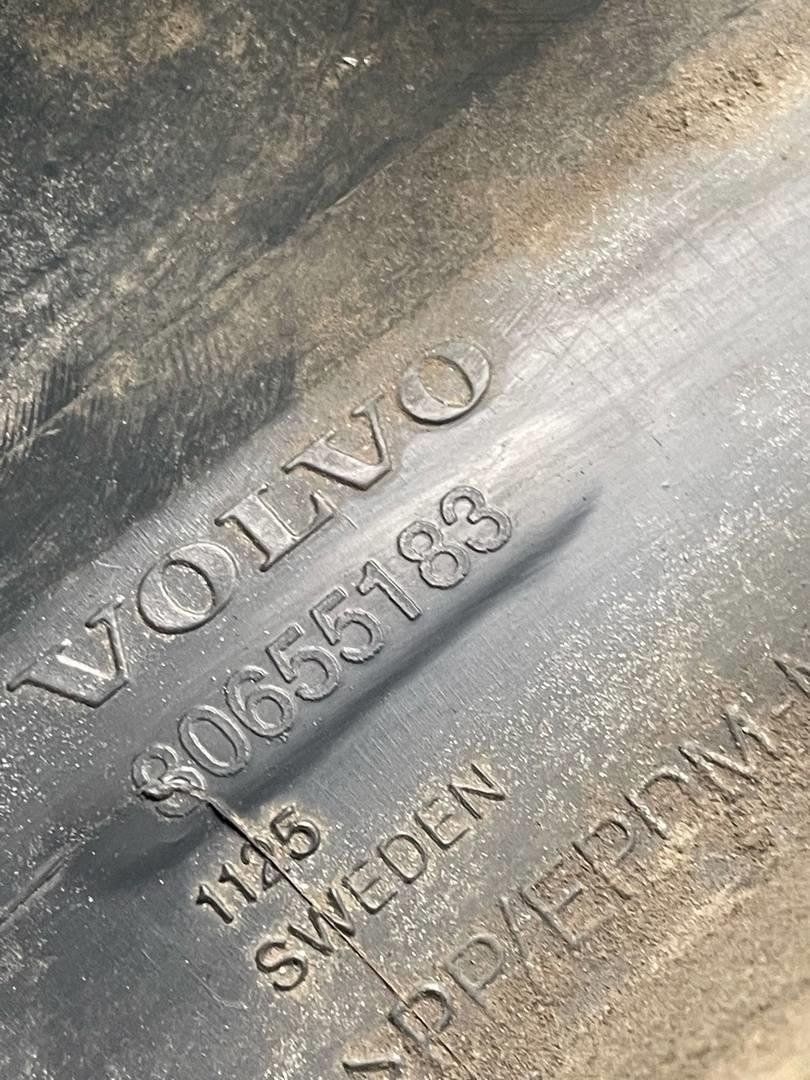 VOLVO
30655183
1125
SWEDEN
>PP/EPDM-